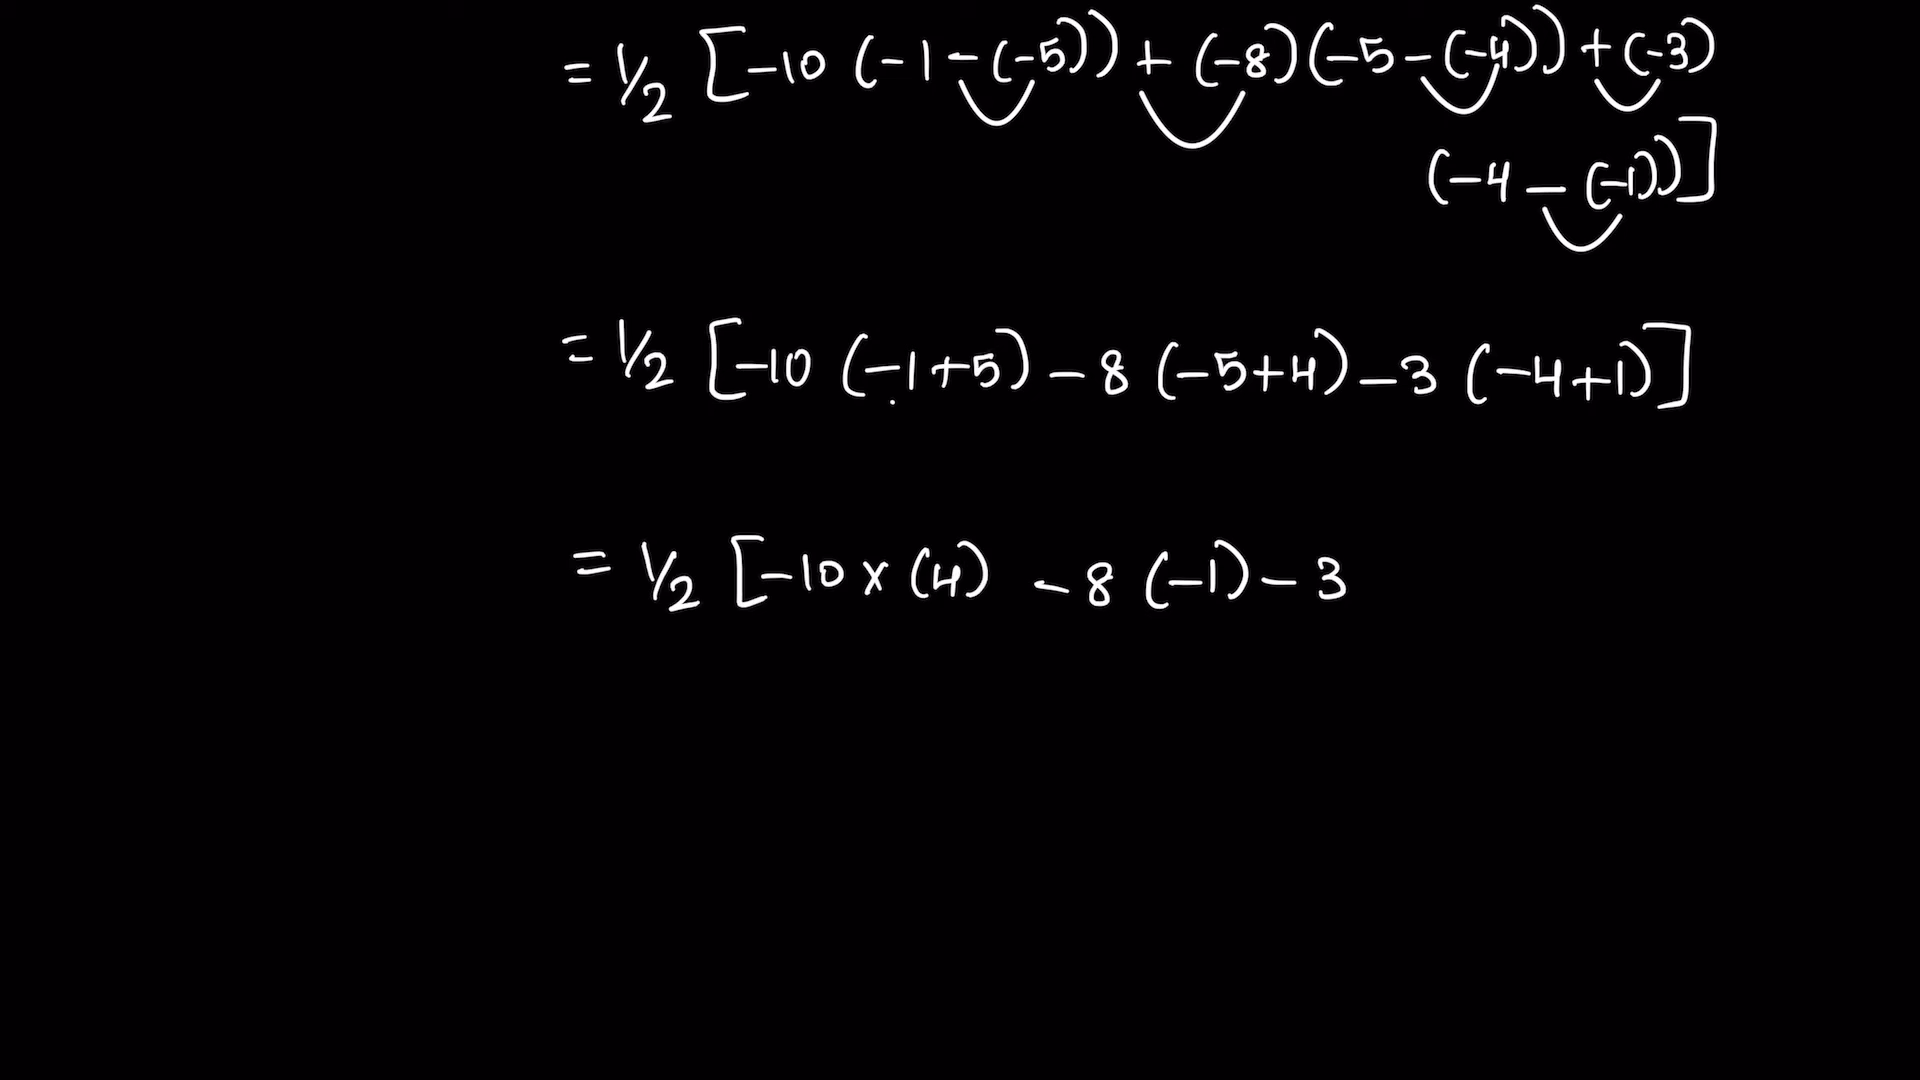 = 1/2 [-10 (-1 - (-5)) + (-8) (-5 - (-4)) + (-3)
(-4 - (-1))]
= 1/2 [-10 (-1+5) - 8 (-5+4) - 3 (-4+1)]
= 1/2 [-10 × (4) - 8 (-1) - 3